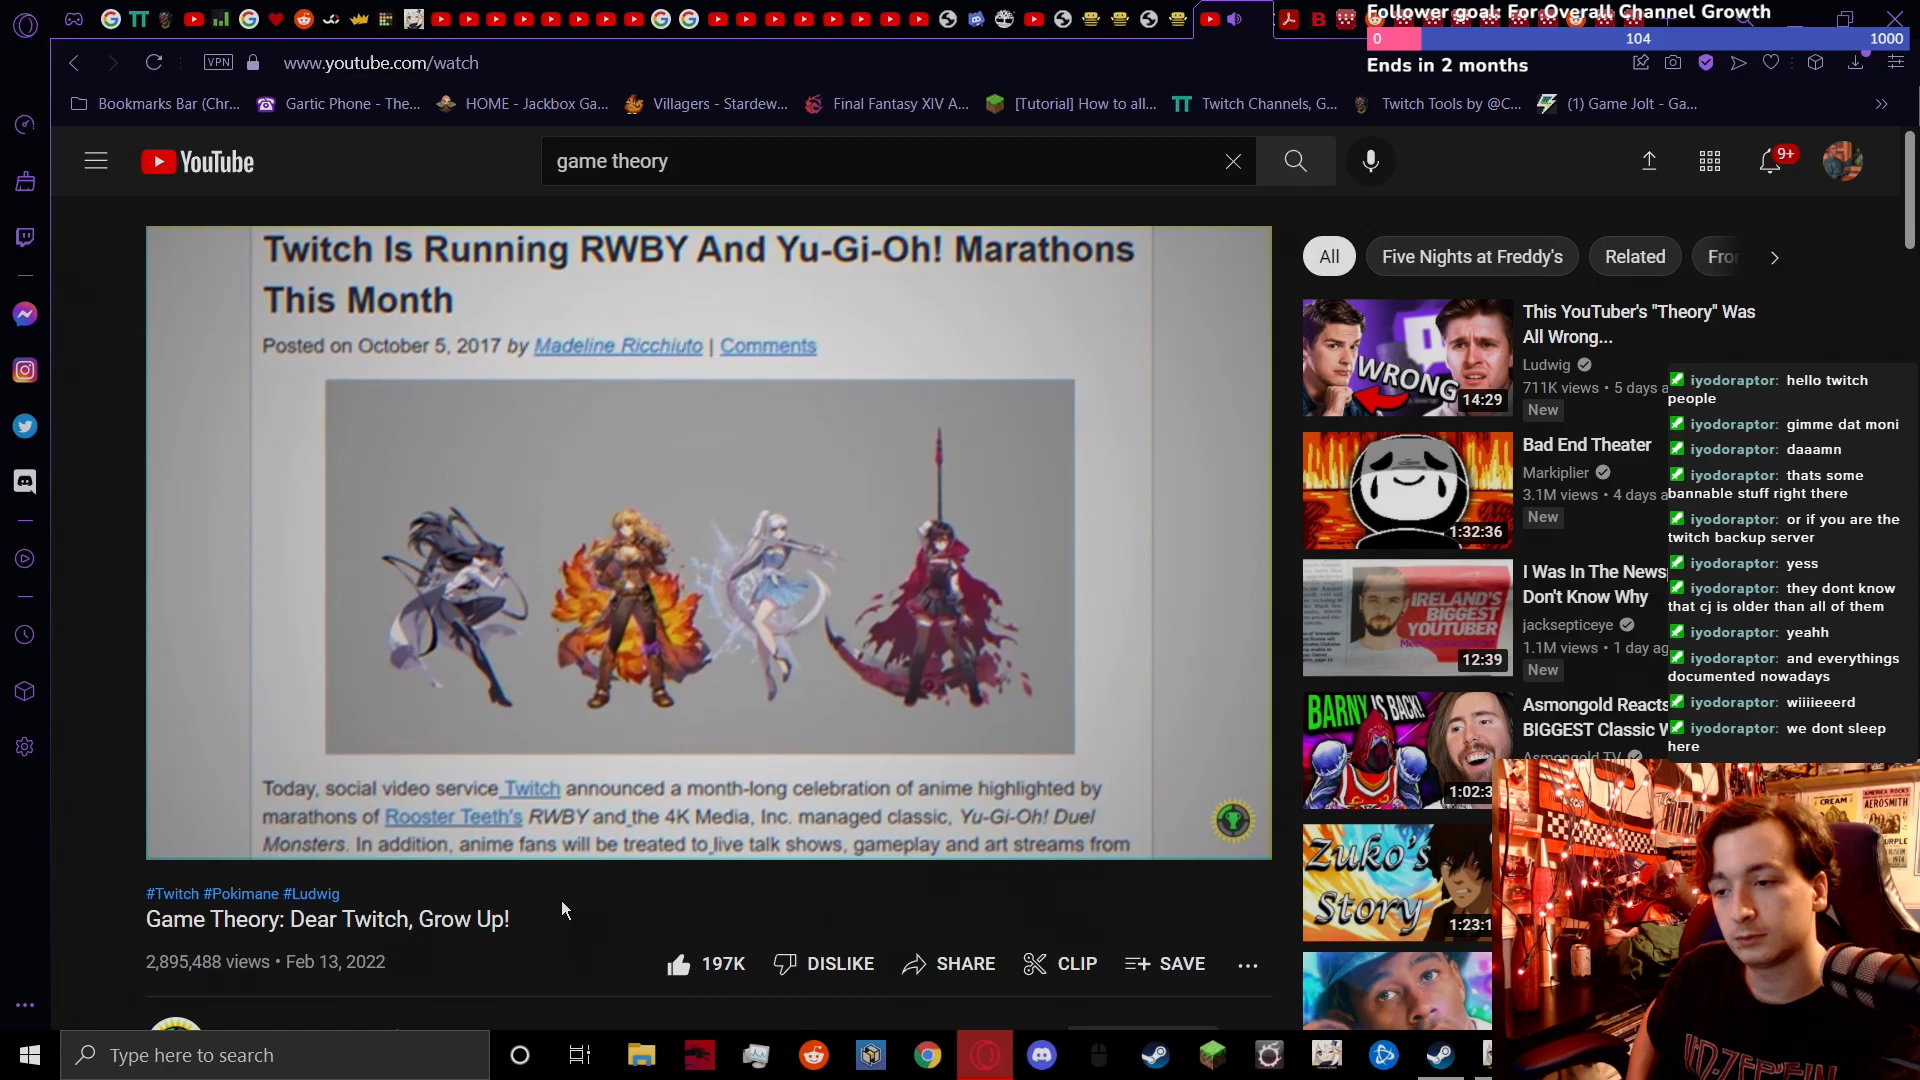 Follower goal: For Overall Channel Growth
0 104 1000
Ends in 2 months
VPN
www.youtube.com/watch
Bookmarks Bar (Chr...
Gartic Phone - The...
HOME - Jackbox Ga...
Villagers - Stardew...
Final Fantasy XIV A...
[Tutorial] How to all...
Twitch Channels, G...
Twitch Tools by @C...
(1) Game Jolt - Ga...
YouTube
game theory
9+
Twitch Is Running RWBY And Yu-Gi-Oh! Marathons
This Month
Posted on October 5, 2017 by Madeline Ricchiuto | Comments
Today, social video service Twitch announced a month-long celebration of anime highlighted by
marathons of Rooster Teeth's RWBY and the 4K Media, Inc. managed classic, Yu-Gi-Oh! Duel
Monsters. In addition, anime fans will be treated to live talk shows, gameplay and art streams from
#Twitch #Pokimane #Ludwig
Game Theory: Dear Twitch, Grow Up!
2,895,488 views • Feb 13, 2022
197K
DISLIKE
SHARE
CLIP
SAVE
All
Five Nights at Freddy's
Related
WRONG
14:29
This YouTuber's "Theory" Was
All Wrong...
Ludwig
711K views • 5 days a
New
1:32:36
Bad End Theater
Markiplier
3.1M views • 4 days a
New
IRELAND'S
BIGGEST
YOUTUBER
12:39
I Was In The News
Don't Know Why
jacksepticeye
1.1M views • 1 day ag
New
BARNY IS BACK!
1:02:3
Asmongold Reacts
BIGGEST Classic
Asmongold TV
Zuko's
Story
1:23:1
iyodoraptor: hello twitch
people
iyodoraptor: gimme dat moni
iyodoraptor: daaamn
iyodoraptor: thats some
bannable stuff right there
iyodoraptor: or if you are the
twitch backup server
iyodoraptor: yess
iyodoraptor: they dont know
that cj is older than all of them
iyodoraptor: yeahh
iyodoraptor: and everythings
documented nowadays
iyodoraptor: wiiieeerd
iyodoraptor: we dont sleep
here
CREAM
AMERICA ROCKS
AEROSMITH
Type here to search